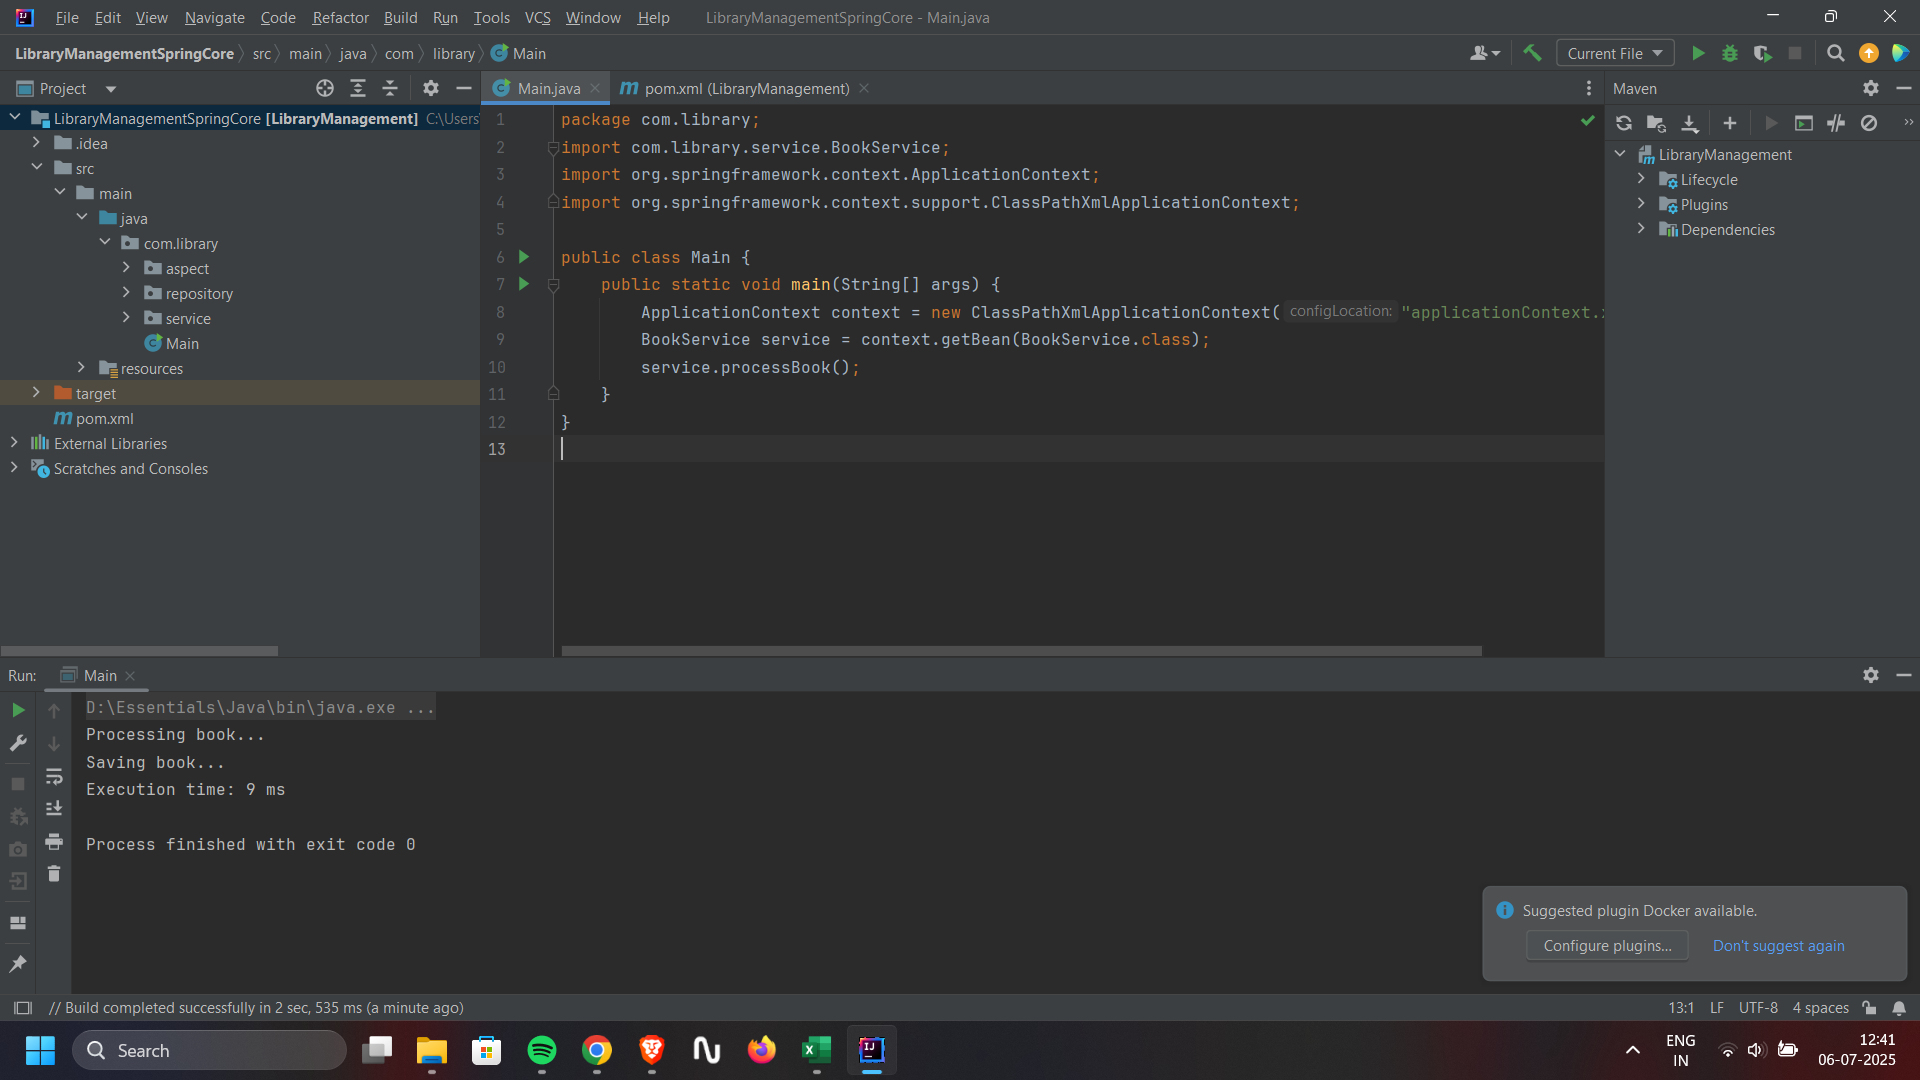 File Edit View Navigate Code Refactor Build Run Tools VCS Window Help LibraryManagementSpringCore - Main.java
LibraryManagementSpringCore src main java com library Main Current File
Project
Main.java pom.xml (LibraryManagement)
Maven
LibraryManagementSpringCore [LibraryManagement] C:\Users
.idea
src
main
java
com.library
aspect
repository
service
Main
resources
target
pom.xml
External Libraries
Scratches and Consoles
1 package com.library;
2 import com.library.service.BookService;
3 import org.springframework.context.ApplicationContext;
4 import org.springframework.context.support.ClassPathXmlApplicationContext;
5
6 public class Main {
7 public static void main(String[] args) {
8 ApplicationContext context = new ClassPathXmlApplicationContext( configLocation: "applicationContext.
9 BookService service = context.getBean(BookService.class);
10 service.processBook();
11 }
12 }
13
LibraryManagement
Lifecycle
Plugins
Dependencies
Run: Main
D:\Essentials\Java\bin\java.exe ...
Processing book...
Saving book...
Execution time: 9 ms
Process finished with exit code 0
Suggested plugin Docker available.
Configure plugins... Don't suggest again
// Build completed successfully in 2 sec, 535 ms (a minute ago) 13:1 LF UTF-8 4 spaces
Search
ENG
IN
12:41
06-07-2025